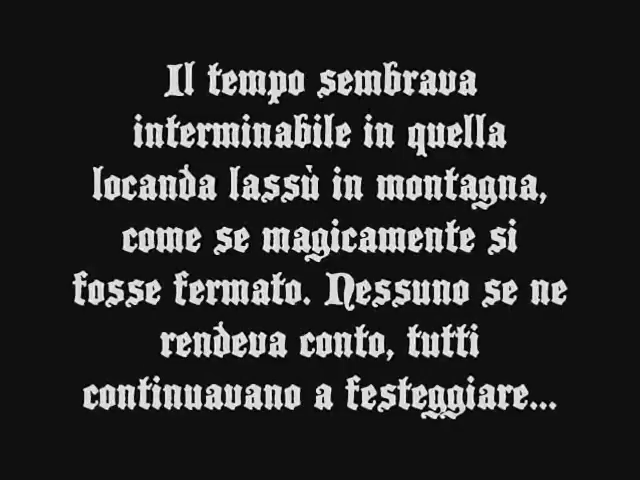 Il tempo sembrava
interminabile in quella
locanda lassù in montagna,
come se magicamente si
fosse fermato. Nessuno se ne
rendeva conto, tutti
continuavano a festeggiare...